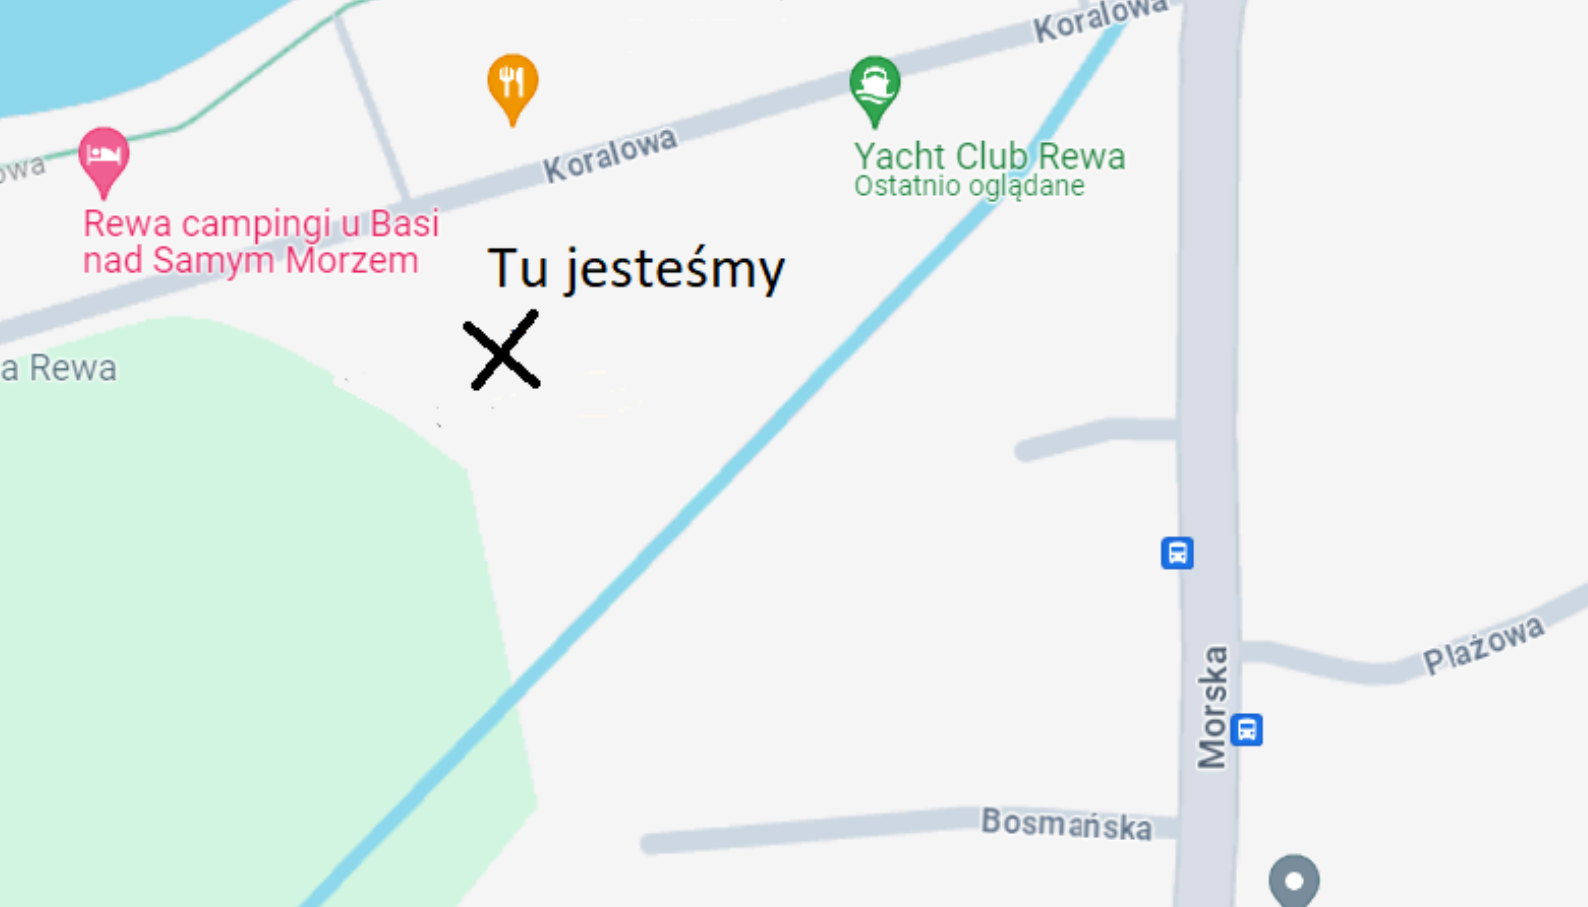 Koralowa
owa
Koralowa
Yacht Club Rewa
Ostatnio oglądane
Rewa campingi u Basi
nad Samym Morzem
Tu jesteśmy
a Rewa
Plażowa
Morska
Bosmańska